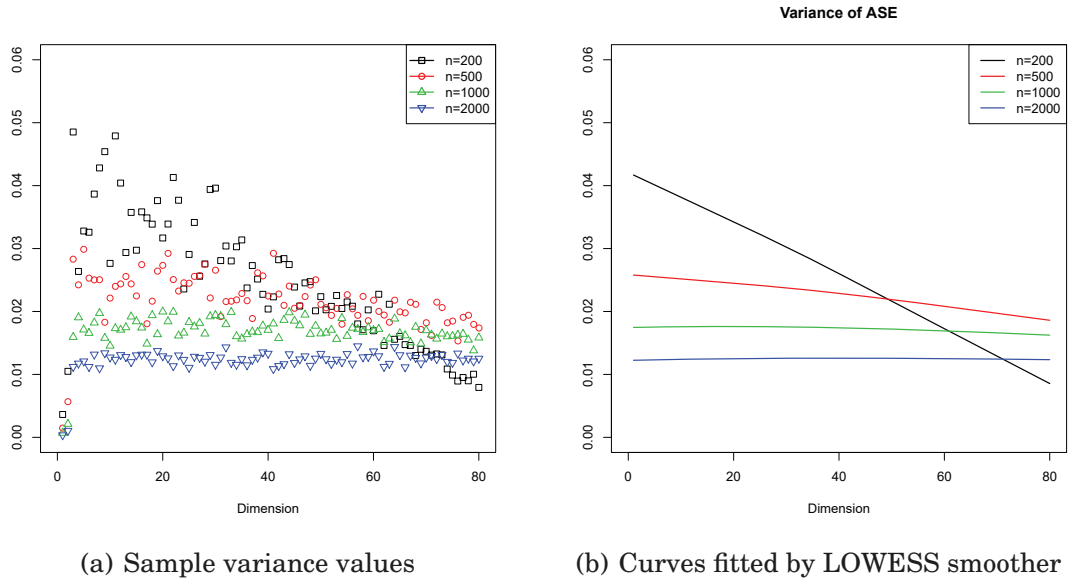 0.00 0.01 0.02 0.03 0.04 0.05 0.06
0 20 40 60 80
Dimension
n=200
n=500
n=1000
n=2000
(a) Sample variance values
Variance of ASE
0.00 0.01 0.02 0.03 0.04 0.05 0.06
0 20 40 60 80
Dimension
n=200
n=500
n=1000
n=2000
(b) Curves fitted by LOWESS smoother